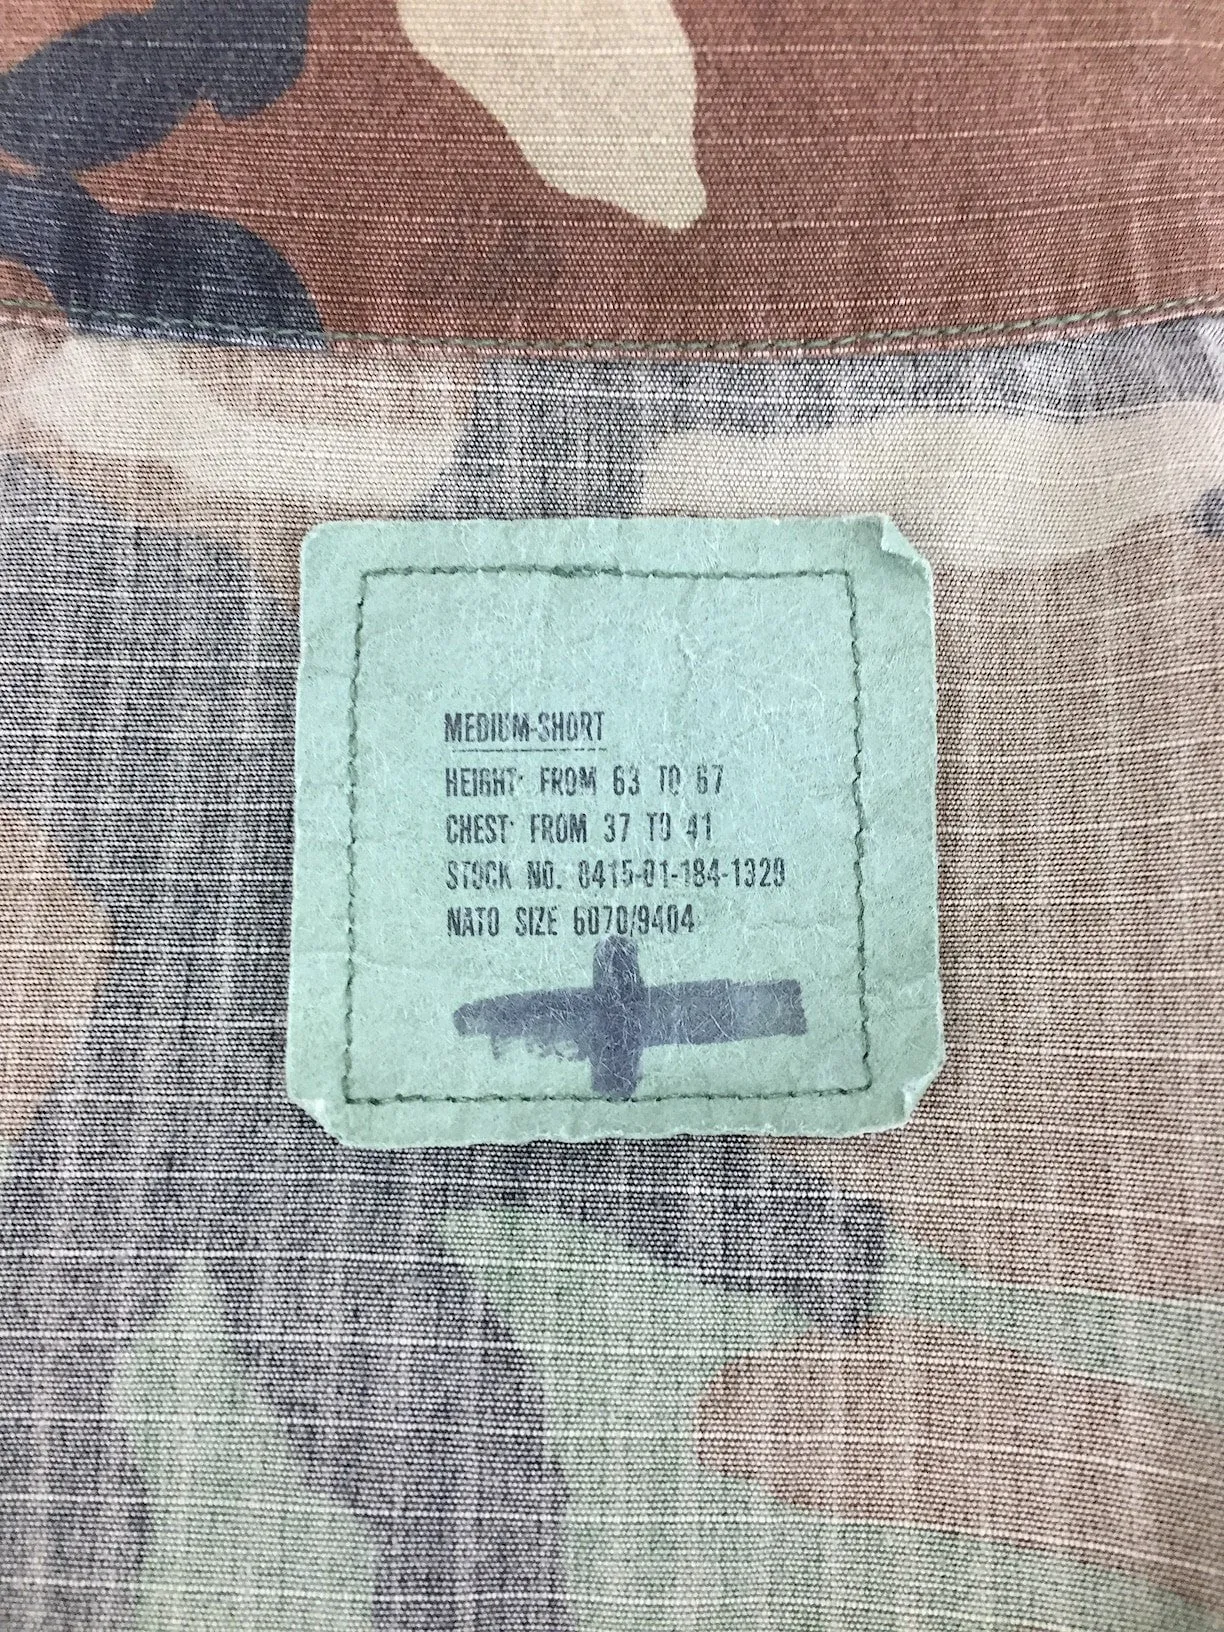 MEDIUM-SHORT
HEIGHT: FROM 63 TO 67
CHEST: FROM 37 TO 41
STOCK NO. 8415-01-184-1329
NATO SIZE 6070/9404